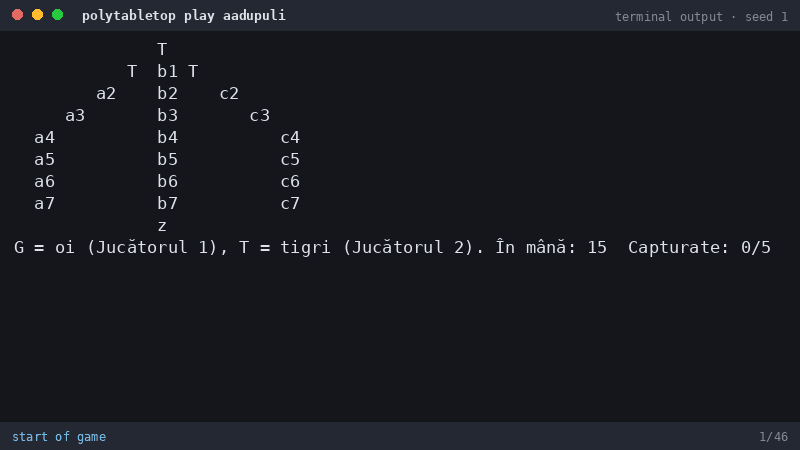 polytabletop play aadupuli
terminal output · seed 1
T
T b1 T
a2 b2 c2
a3 b3 c3
a4 b4 c4
a5 b5 c5
a6 b6 c6
a7 b7 c7
z
G = oi (Jucătorul 1), T = tigri (Jucătorul 2). În mână: 15 Capturate: 0/5
start of game
1/46